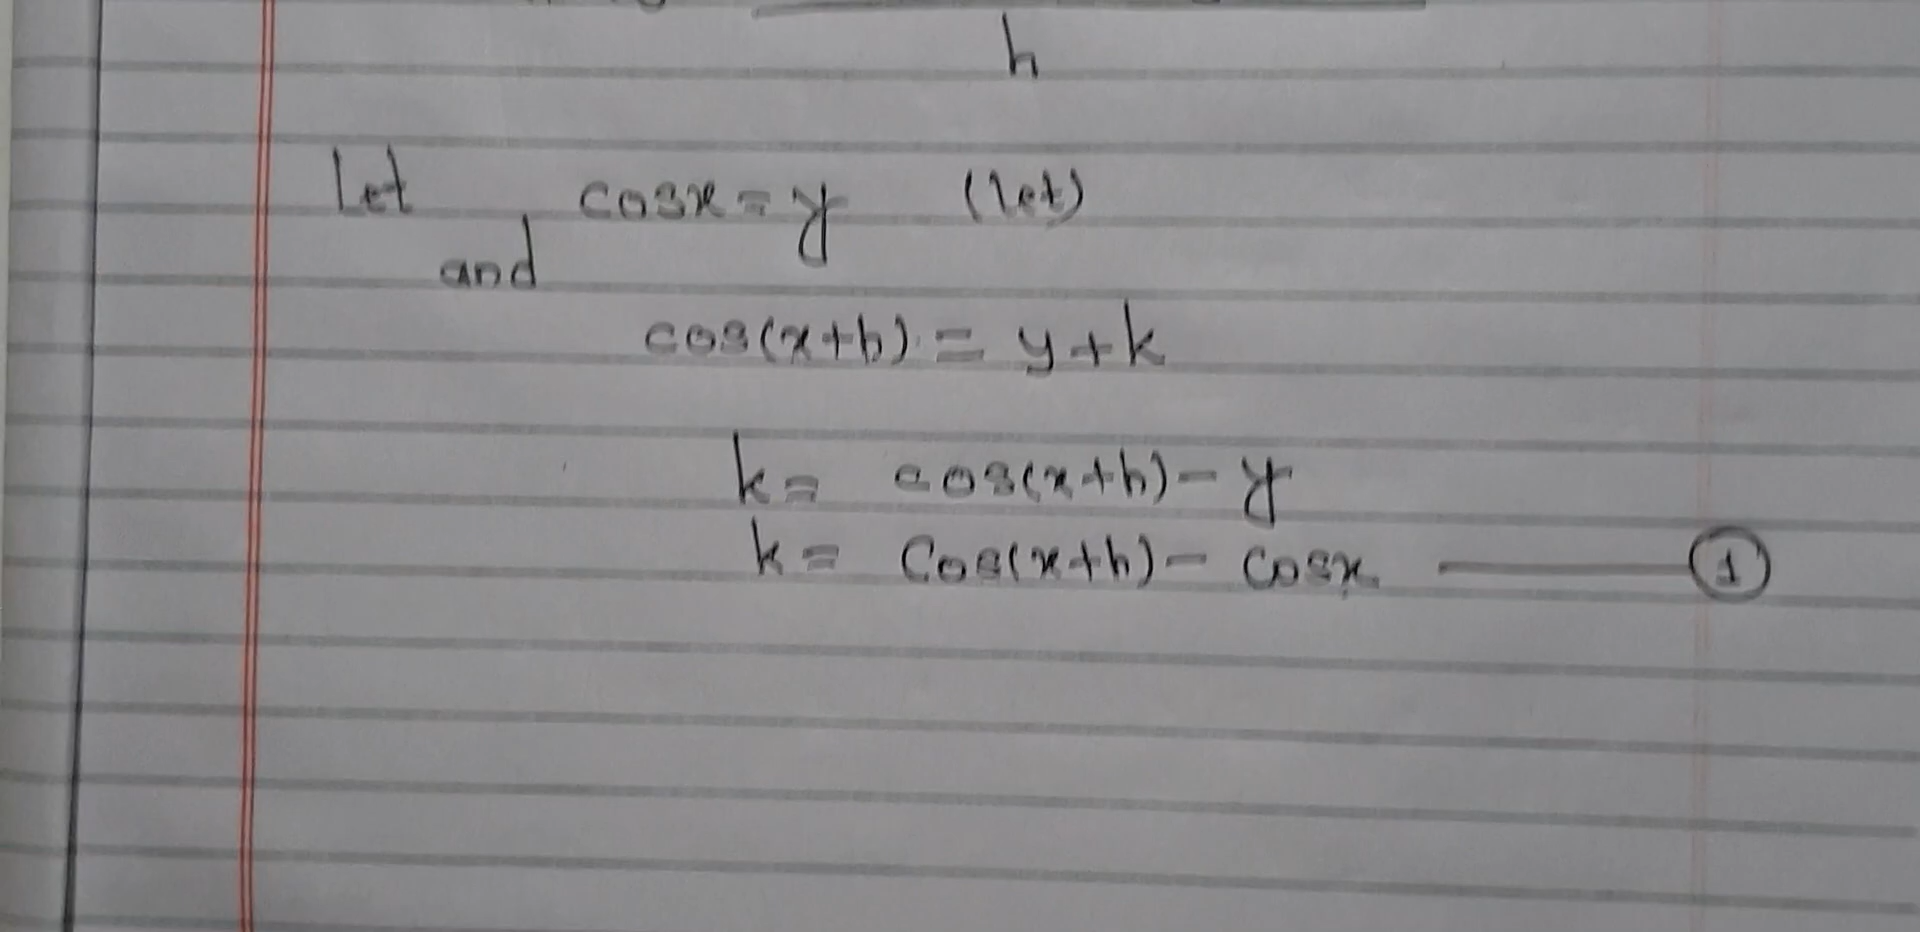 h
Let cosx = y (let)
and
cos(x+h) = y+k
k = cos(x+h) - y
k = Cos(x+h) - cosx ——— ①